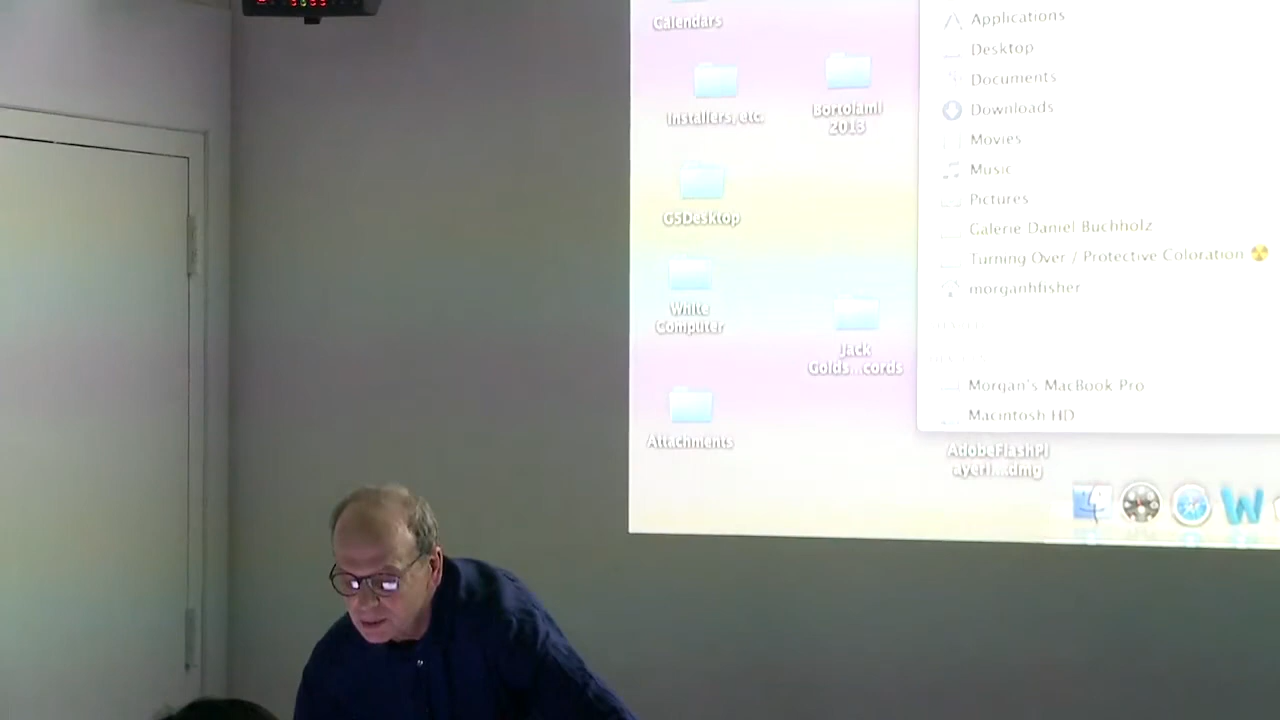 Calendars
Installers, etc.
Bortolami
2013
GSDesktop
White
Computer
Jack
Golds...cords
Attachments
Applications
Desktop
Documents
Downloads
Movies
Music
Pictures
Galerie Daniel Buchholz
Turning Over / Protective Coloration
morganhfisher
Morgan's MacBook Pro
Macintosh HD
AdobeFlashPl
ayerI...dmg
W